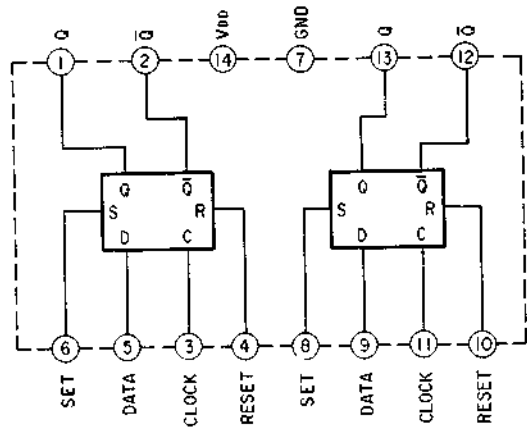 Q Q̅ VDD GND Q Q̅
1 2 14 7 13 12
Q Q̅ Q Q̅
S R S R
D C D C
6 5 3 4 8 9 11 10
SET DATA CLOCK RESET SET DATA CLOCK RESET